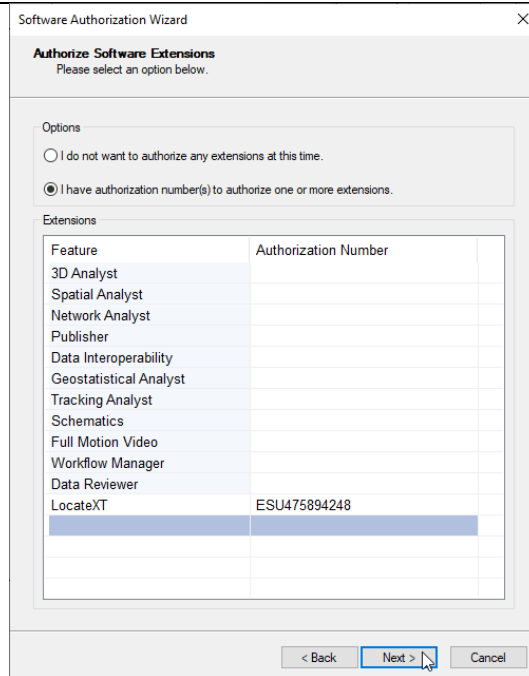 Software Authorization Wizard
Authorize Software Extensions
Please select an option below.
Options
I do not want to authorize any extensions at this time.
I have authorization number(s) to authorize one or more extensions.
Extensions
Feature Authorization Number
3D Analyst
Spatial Analyst
Network Analyst
Publisher
Data Interoperability
Geostatistical Analyst
Tracking Analyst
Schematics
Full Motion Video
Workflow Manager
Data Reviewer
LocateXT ESU475894248
< Back Next > Cancel